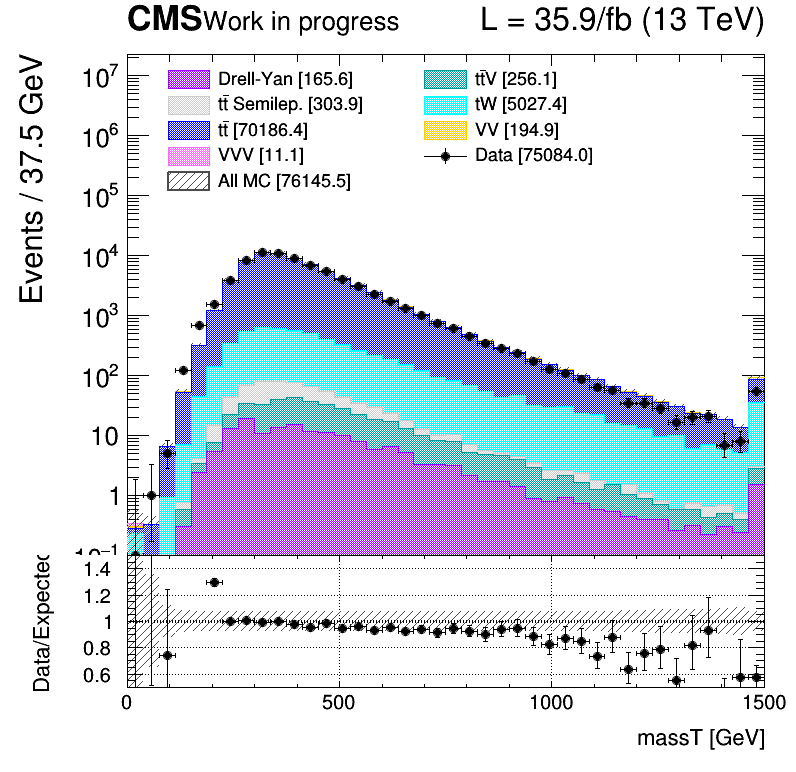 CMS Work in progress L = 35.9/fb (13 TeV)
Events / 37.5 GeV
10⁷
10⁶
10⁵
10⁴
10³
10²
10
1
10⁻¹
Drell-Yan [165.6]
tt̄ Semilep. [303.9]
tt̄ [70186.4]
VVV [11.1]
All MC [76145.5]
tt̄V [256.1]
tW [5027.4]
VV [194.9]
Data [75084.0]
Data/Expected
1.4
1.2
1
0.8
0.6
0 500 1000 1500
massT [GeV]